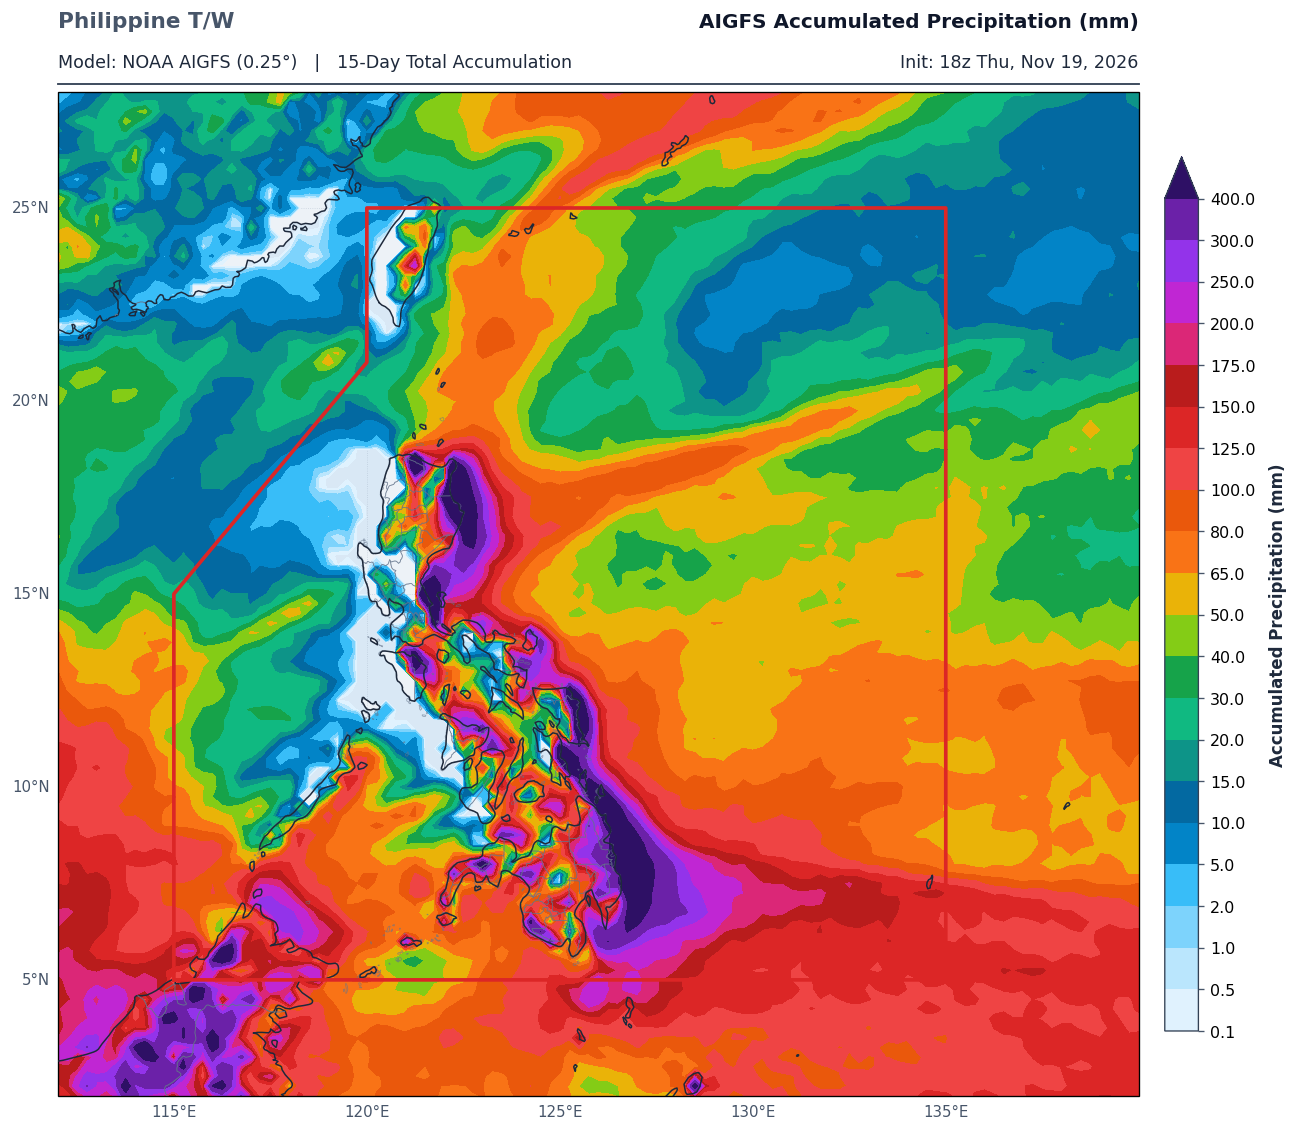 Philippine T/W
AIGFS Accumulated Precipitation (mm)
Model: NOAA AIGFS (0.25°)   |   15-Day Total Accumulation
Init: 18z Thu, Nov 19, 2026
25°N
20°N
15°N
10°N
5°N
115°E
120°E
125°E
130°E
135°E
400.0
300.0
250.0
200.0
175.0
150.0
125.0
100.0
80.0
65.0
50.0
40.0
30.0
20.0
15.0
10.0
5.0
2.0
1.0
0.5
0.1
Accumulated Precipitation (mm)